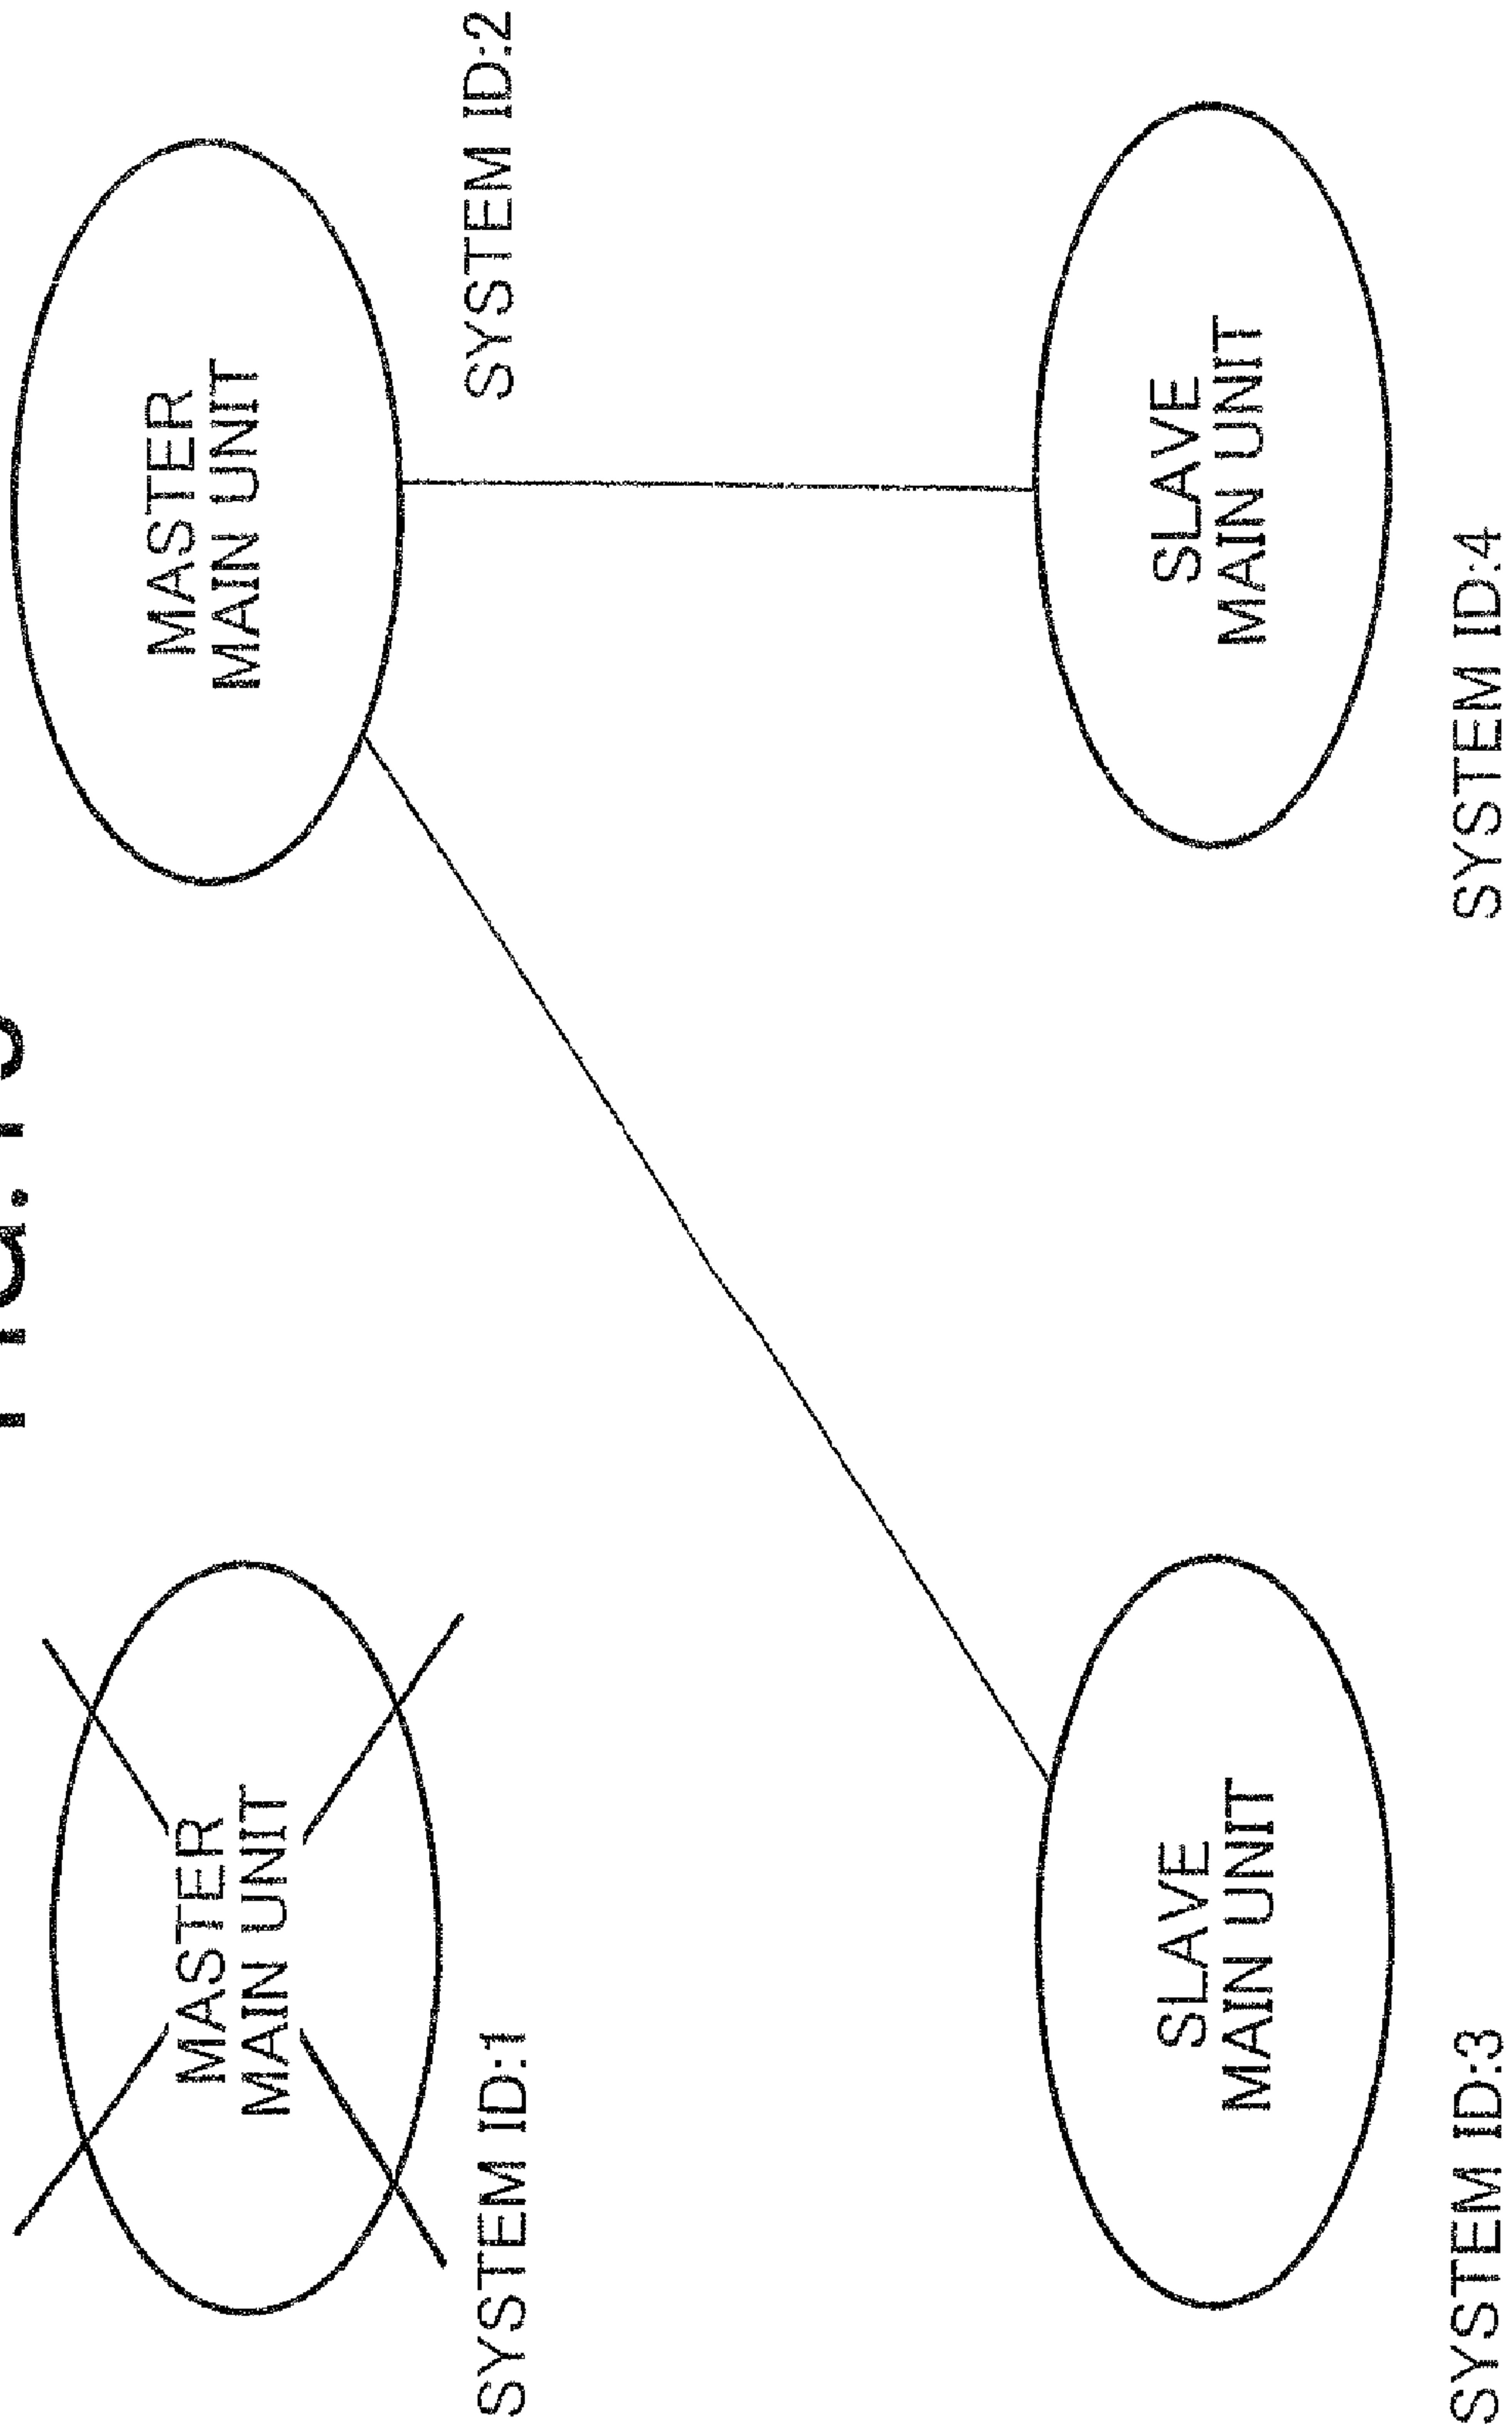 MASTER
MAIN UNIT
SYSTEM ID:1
MASTER
MAIN UNIT
SYSTEM ID:2
SLAVE
MAIN UNIT
SYSTEM ID:3
SLAVE
MAIN UNIT
SYSTEM ID:4